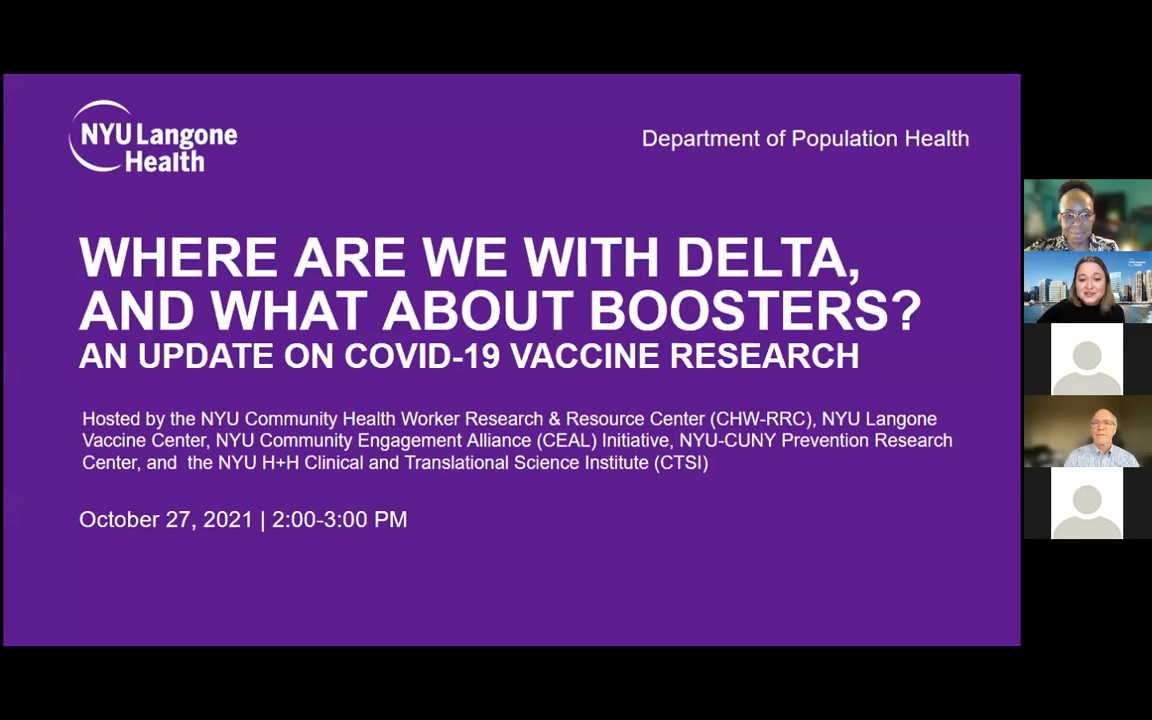 NYU Langone
Health
Department of Population Health
WHERE ARE WE WITH DELTA,
AND WHAT ABOUT BOOSTERS?
AN UPDATE ON COVID-19 VACCINE RESEARCH
Hosted by the NYU Community Health Worker Research & Resource Center (CHW-RRC), NYU Langone
Vaccine Center, NYU Community Engagement Alliance (CEAL) Initiative, NYU-CUNY Prevention Research
Center, and the NYU H+H Clinical and Translational Science Institute (CTSI)
October 27, 2021 | 2:00-3:00 PM